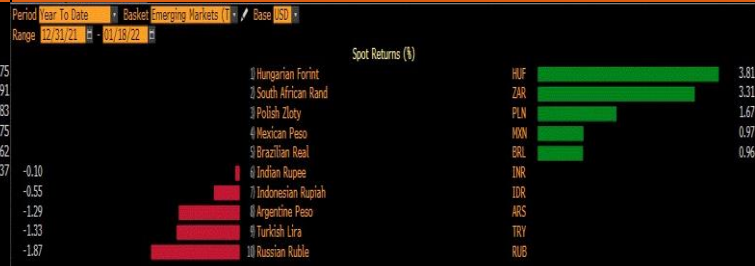 Period Year To Date Basket Emerging Markets (T Base USD
Range 12/31/21 - 01/18/22
Spot Returns (%)
75 1) Hungarian Forint HUF 3.81
91 2) South African Rand ZAR 3.31
83 3) Polish Zloty PLN 1.67
75 4) Mexican Peso MXN 0.97
62 5) Brazilian Real BRL 0.96
37 -0.10 6) Indian Rupee INR
-0.55 7) Indonesian Rupiah IDR
-1.29 8) Argentine Peso ARS
-1.33 9) Turkish Lira TRY
-1.87 10) Russian Ruble RUB